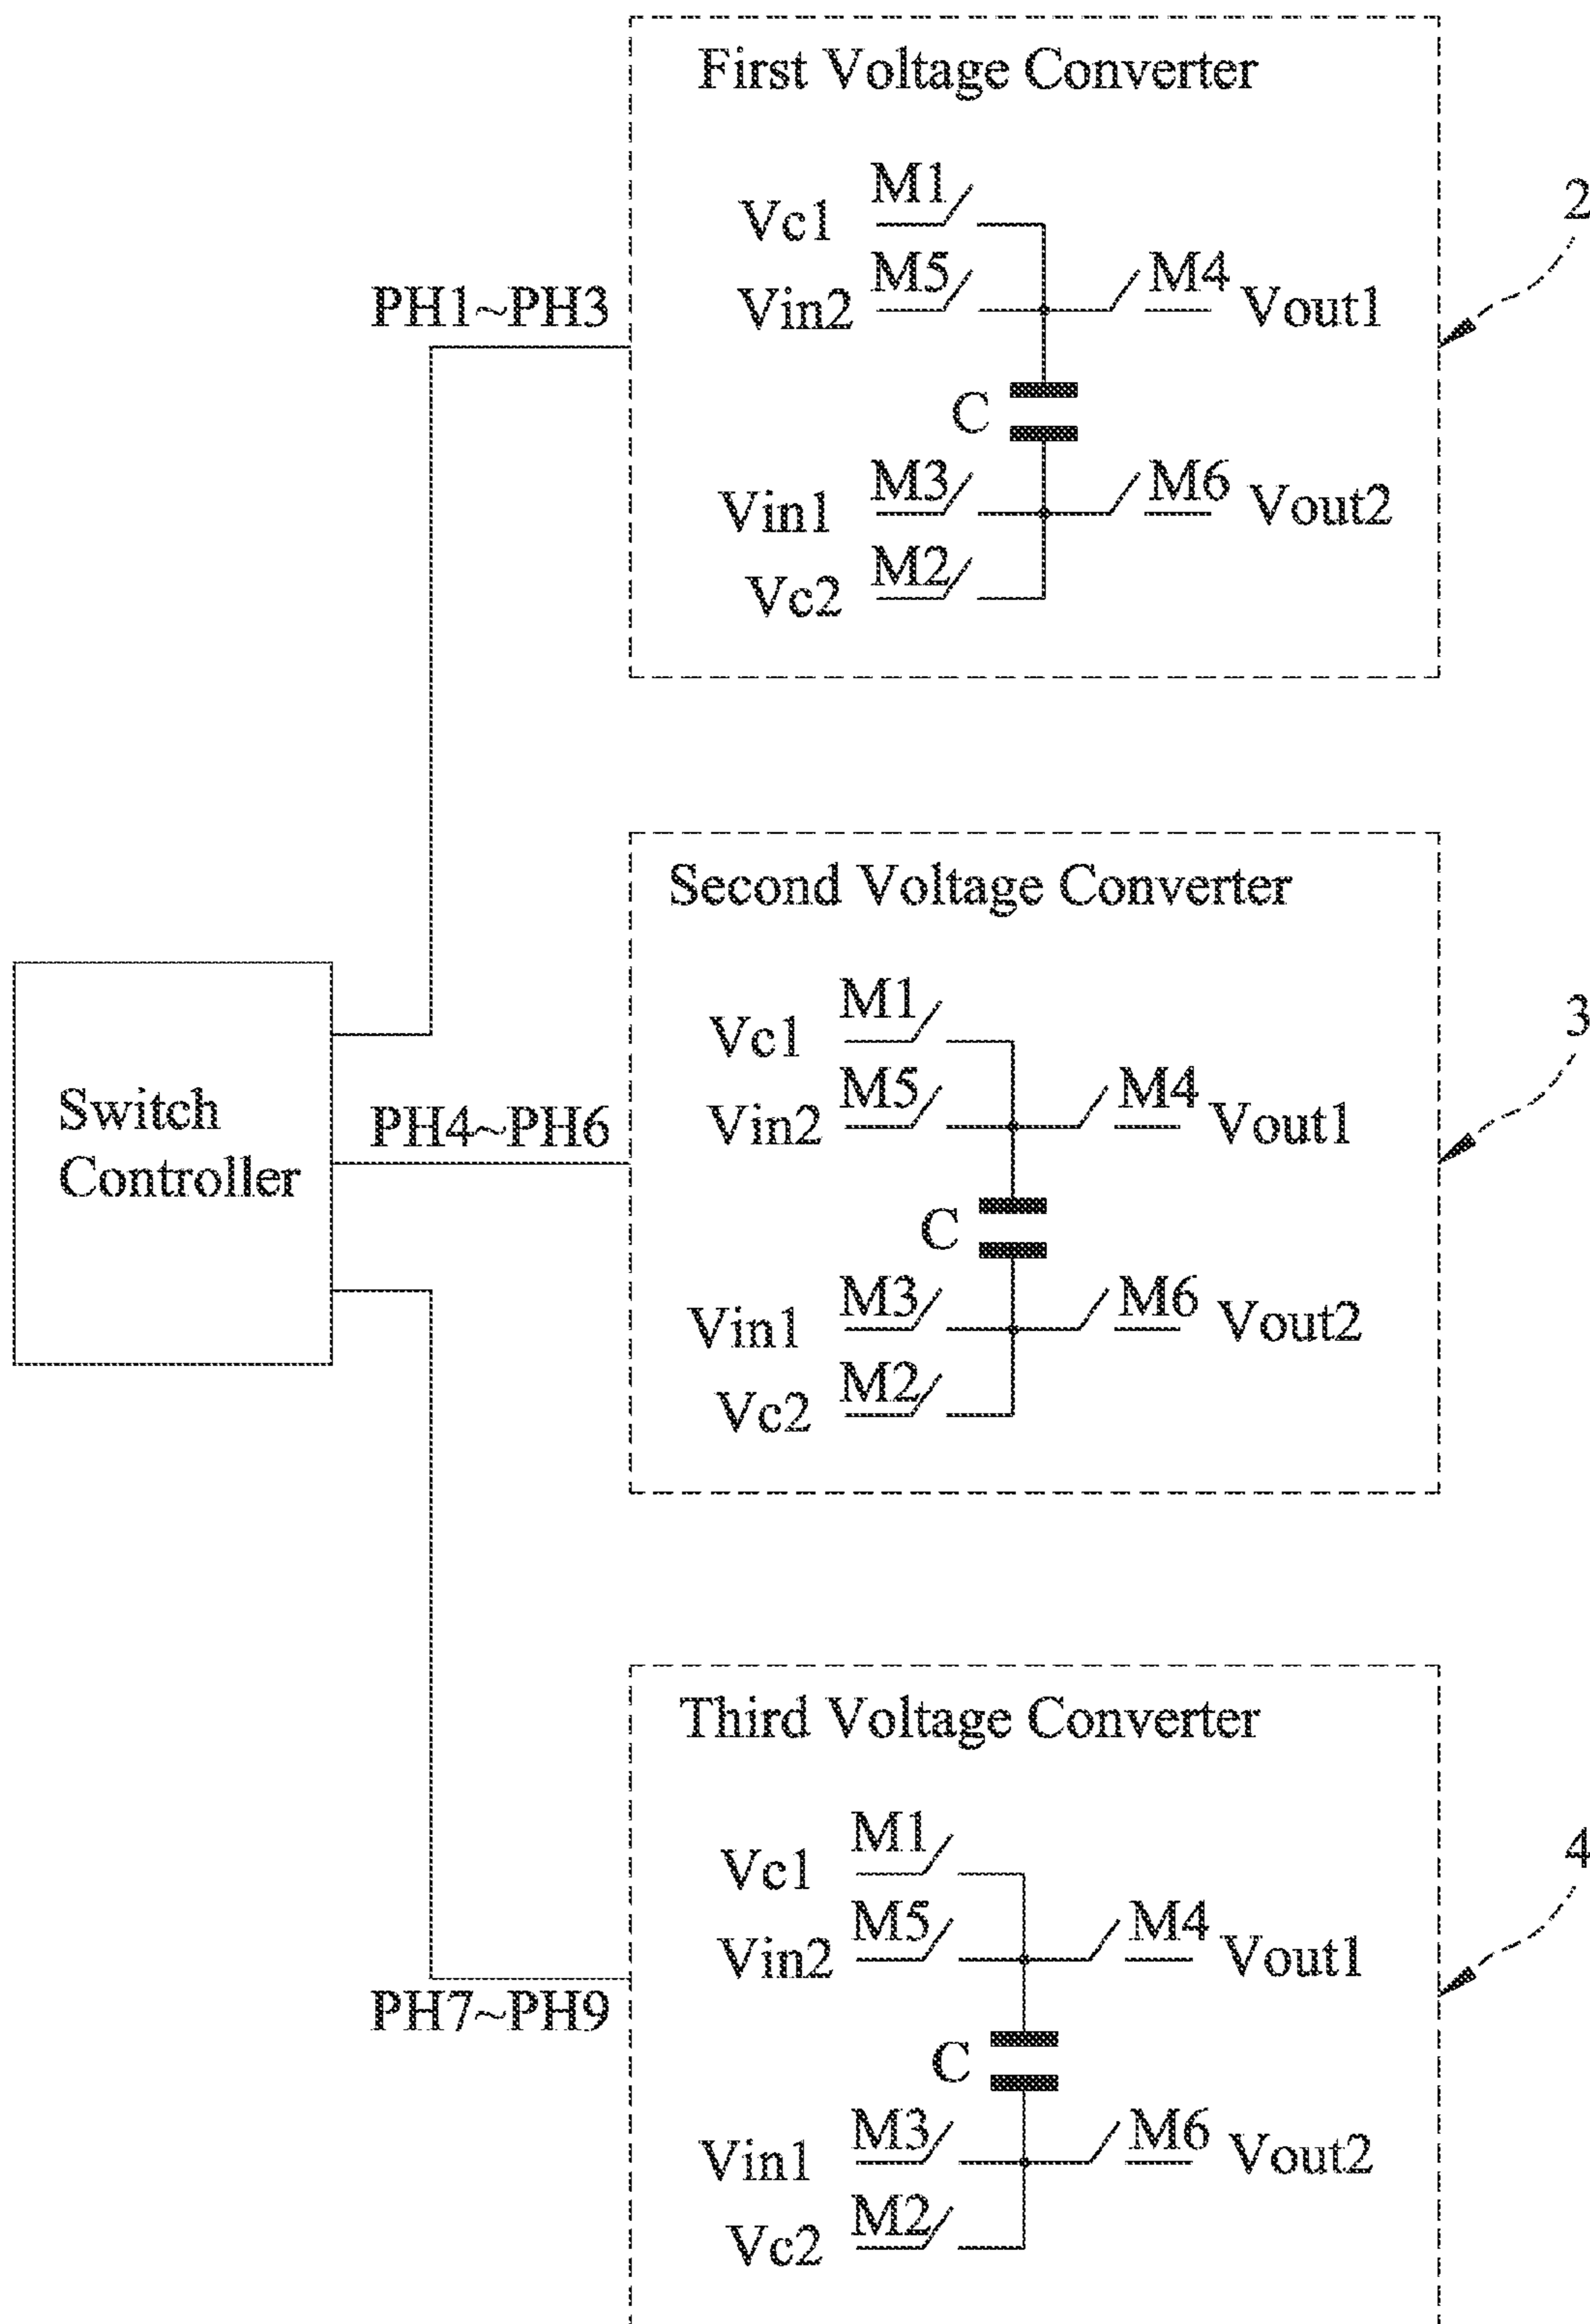 First Voltage Converter
M1
Vc1
M5
Vin2
M4
Vout1
C
M3
Vin1
M6
Vout2
M2
Vc2
2
PH1~PH3
Second Voltage Converter
M1
Vc1
M5
Vin2
M4
Vout1
C
M3
Vin1
M6
Vout2
M2
Vc2
3
Switch
Controller
PH4~PH6
Third Voltage Converter
M1
Vc1
M5
Vin2
M4
Vout1
C
M3
Vin1
M6
Vout2
M2
Vc2
4
PH7~PH9